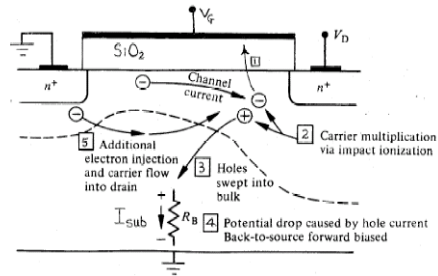 V_G
SiO₂
V_D
1
n⁺
n⁺
Channel
current
2 Carrier multiplication
via impact ionization
5 Additional
electron injection
and carrier flow
into drain
3 Holes
swept into
bulk
+
I_sub
R_B
−
4 Potential drop caused by hole current
Back-to-source forward biased